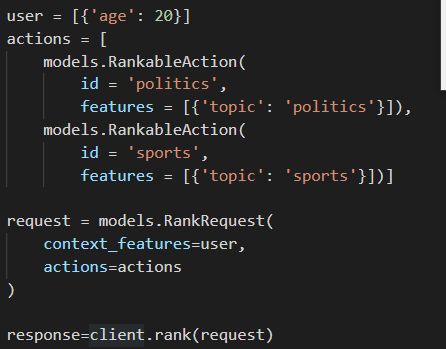 user = [{'age': 20}]
actions = [
    models.RankableAction(
        id = 'politics',
        features = [{'topic': 'politics'}]),
    models.RankableAction(
        id = 'sports',
        features = [{'topic': 'sports'}])]

request = models.RankRequest(
    context_features=user,
    actions=actions
)

response=client.rank(request)